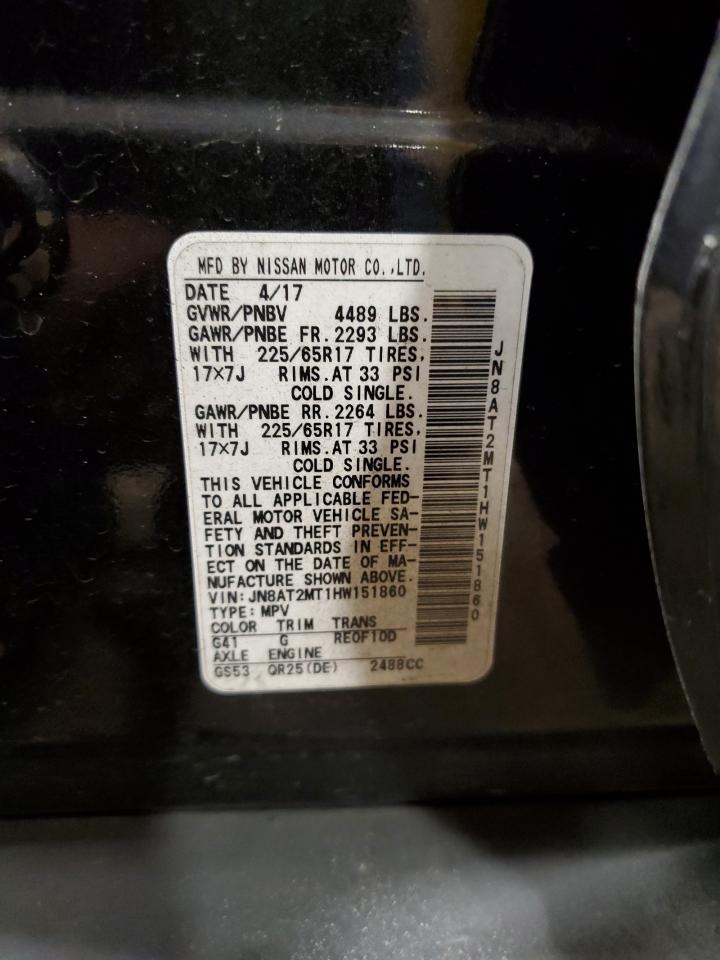 MFD BY NISSAN MOTOR CO.,LTD.
DATE 4/17
GVWR/PNBV 4489 LBS.
GAWR/PNBE FR. 2293 LBS.
WITH 225/65R17 TIRES,
17×7J RIMS.AT 33 PSI
COLD SINGLE.
GAWR/PNBE RR. 2264 LBS.
WITH 225/65R17 TIRES,
17×7J RIMS.AT 33 PSI
COLD SINGLE.
THIS VEHICLE CONFORMS
TO ALL APPLICABLE FED-
ERAL MOTOR VEHICLE SA-
FETY AND THEFT PREVEN-
TION STANDARDS IN EFF-
ECT ON THE DATE OF MA-
NUFACTURE SHOWN ABOVE.
VIN:JN8AT2MT1HW151860
TYPE:MPV
COLOR TRIM TRANS
G41 G RE0F10D
AXLE ENGINE
GS53 QR25(DE) 2488CC
JN8AT2MT1HW151860